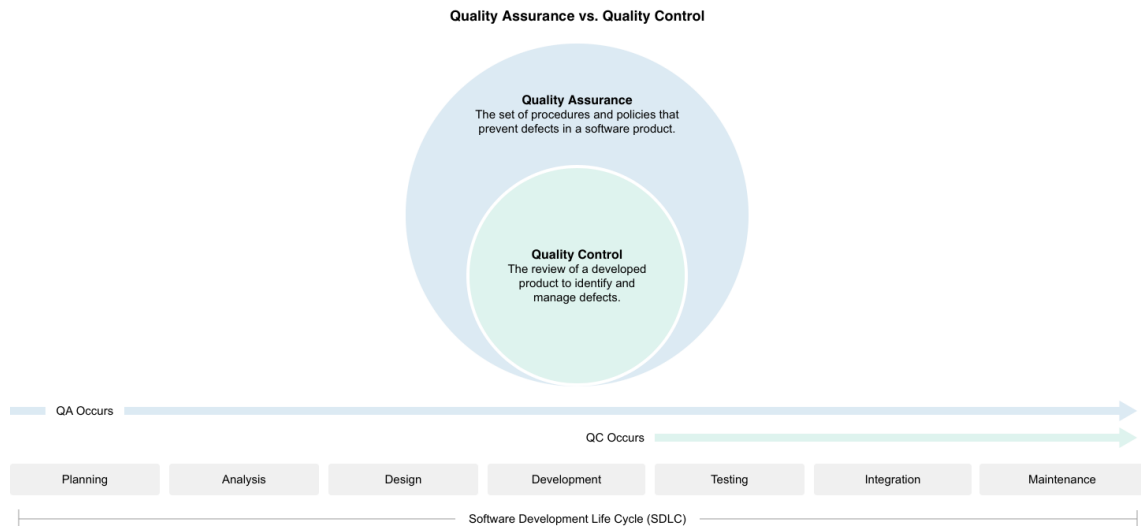 Quality Assurance vs. Quality Control
Quality Assurance
The set of procedures and policies that
prevent defects in a software product.
Quality Control
The review of a developed
product to identify and
manage defects.
QA Occurs
QC Occurs
Planning
Analysis
Design
Development
Testing
Integration
Maintenance
Software Development Life Cycle (SDLC)